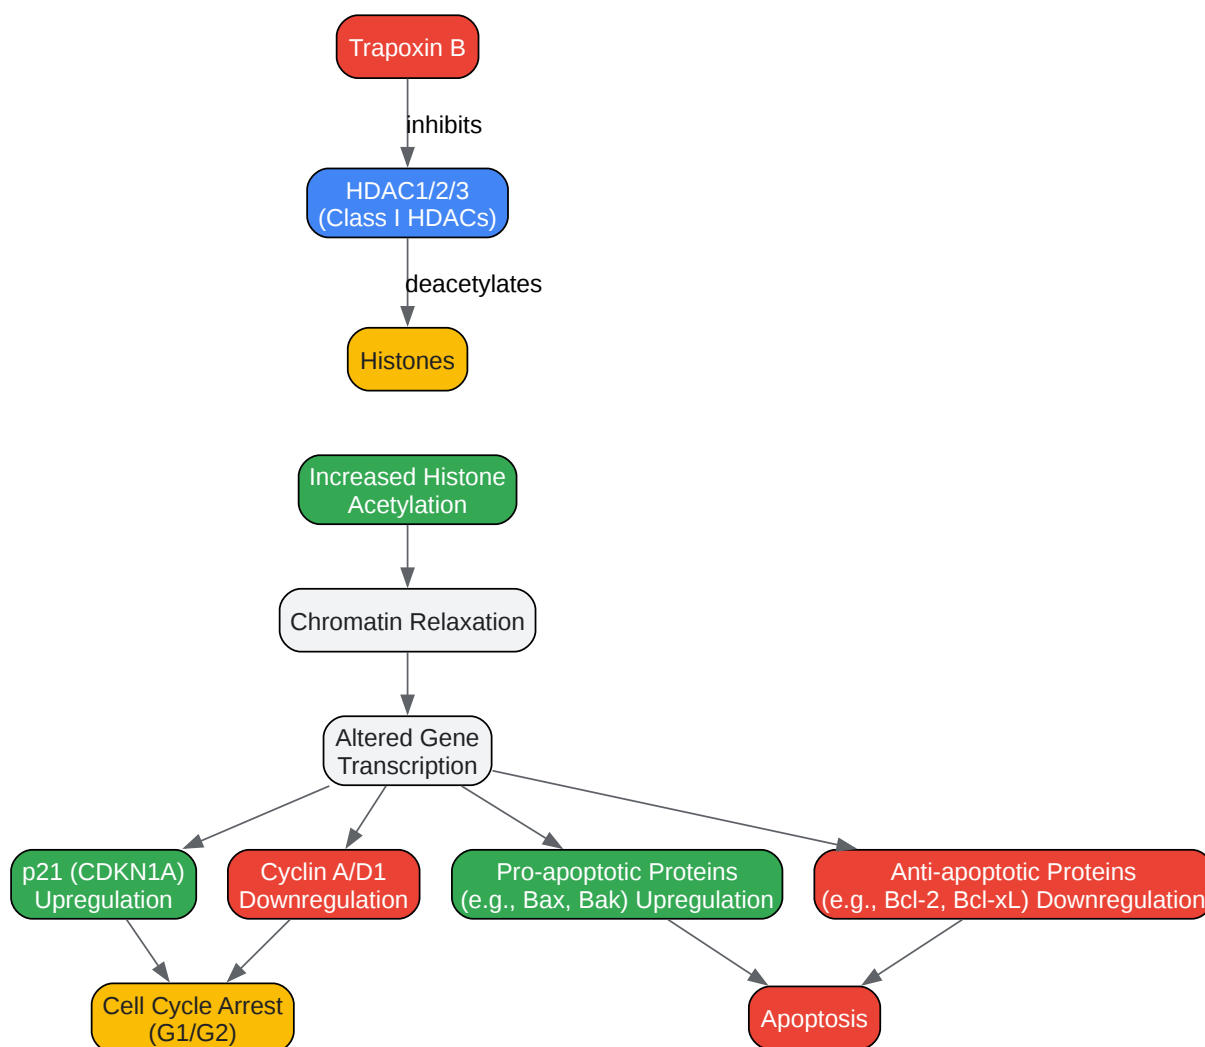 Trapoxin B
inhibits
HDAC1/2/3
(Class I HDACs)
deacetylates
Histones
Increased Histone
Acetylation
Chromatin Relaxation
Altered Gene
Transcription
p21 (CDKN1A)
Upregulation
Cyclin A/D1
Downregulation
Pro-apoptotic Proteins
(e.g., Bax, Bak) Upregulation
Anti-apoptotic Proteins
(e.g., Bcl-2, Bcl-xL) Downregulation
Cell Cycle Arrest
(G1/G2)
Apoptosis